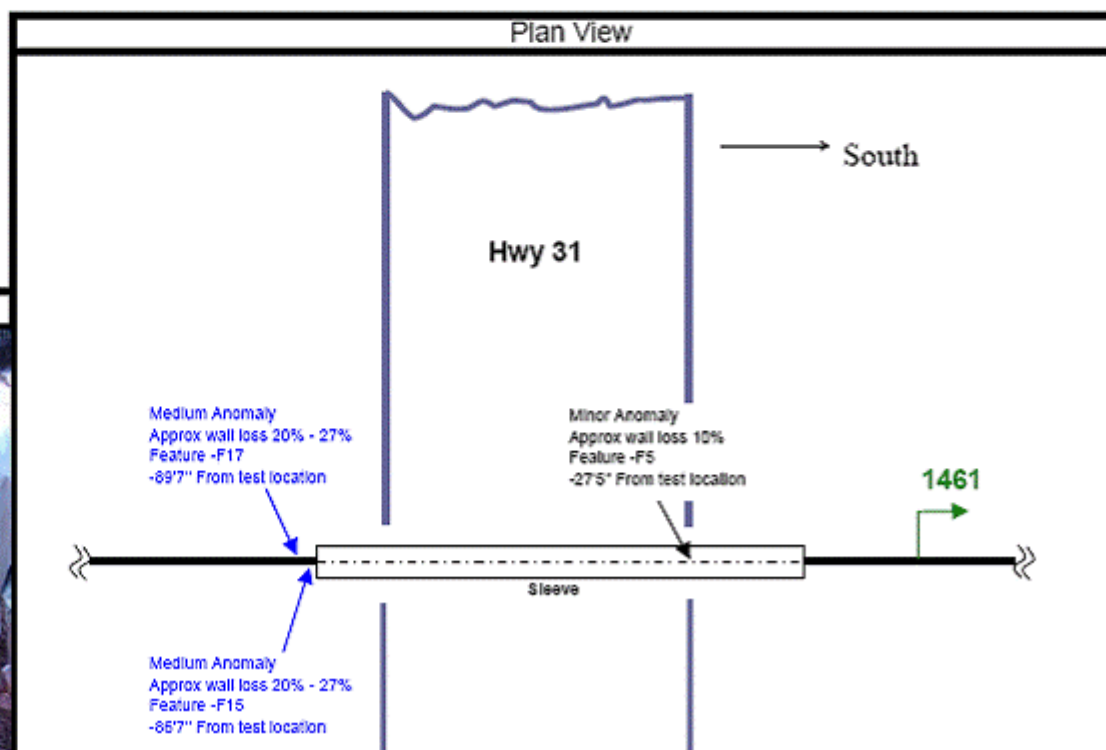 Plan View
South
Hwy 31
Medium Anomaly
Approx wall loss 20% - 27%
Feature -F17
-89'7" From test location
Minor Anomaly
Approx wall loss 10%
Feature -F5
-27'5" From test location
1461
Sleeve
Medium Anomaly
Approx wall loss 20% - 27%
Feature -F15
-86'7" From test location